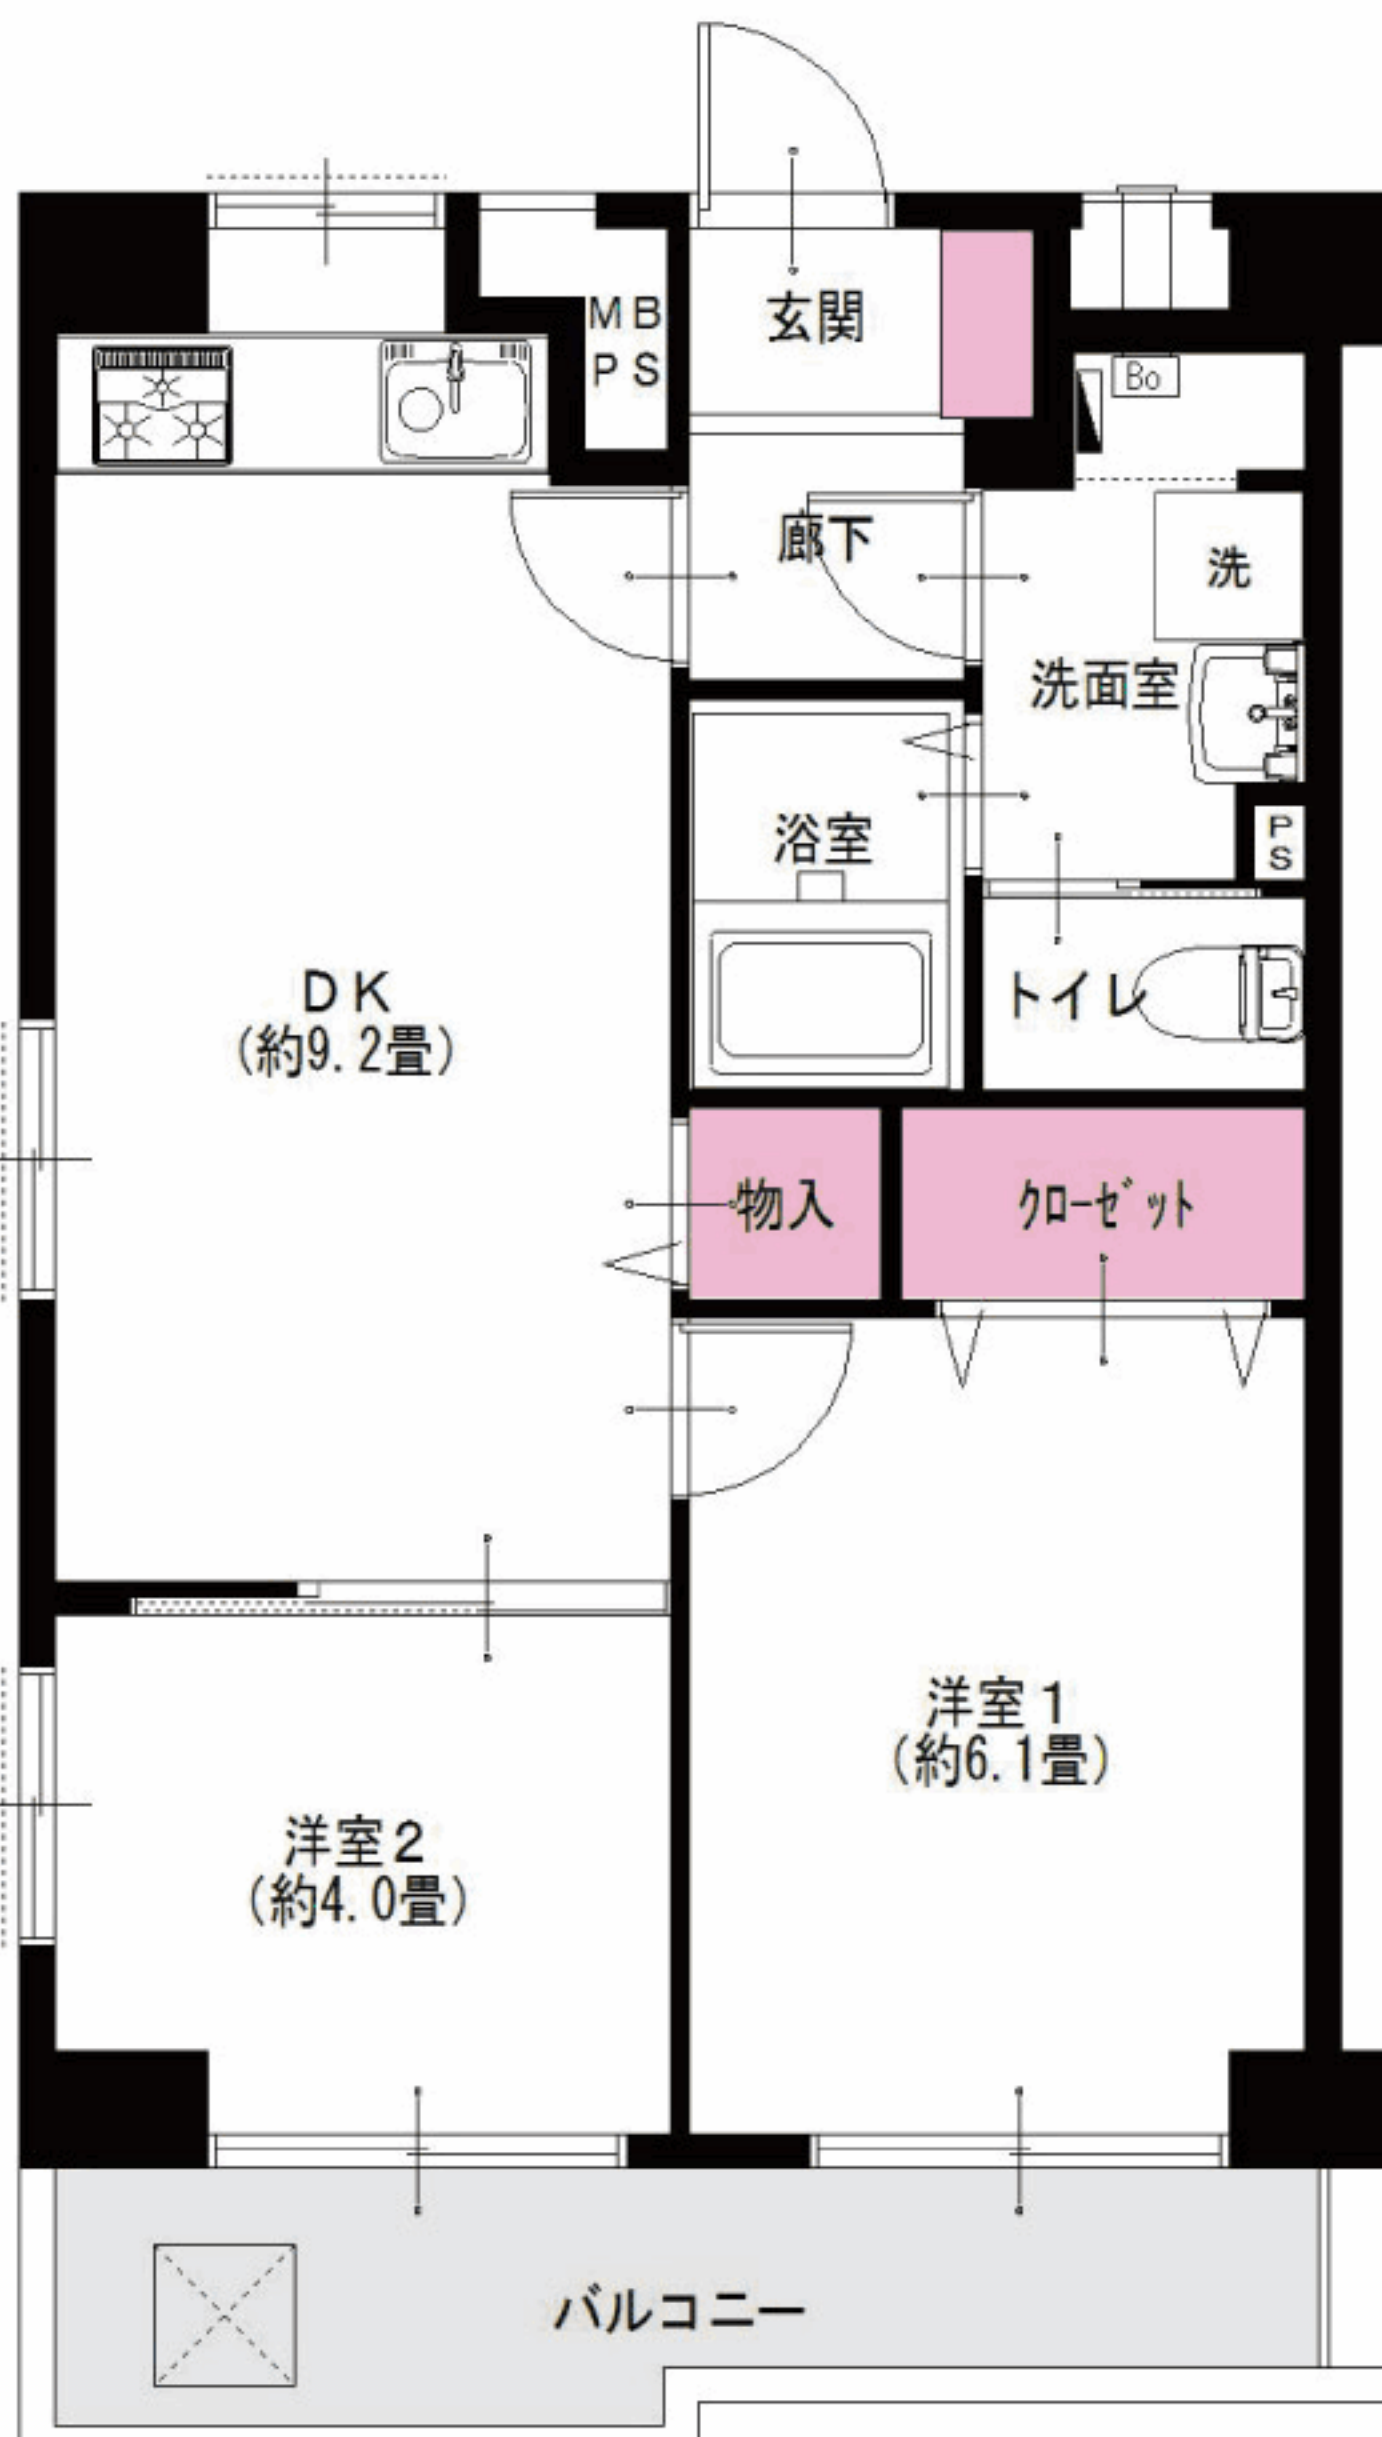 ＭＢ
ＰＳ
玄関
Bo
廊下
洗
洗面室
浴室
PS
トイレ
ＤＫ
(約9.2畳)
物入
ｸﾛｰｾﾞｯﾄ
洋室１
(約6.1畳)
洋室２
(約4.0畳)
バルコニー